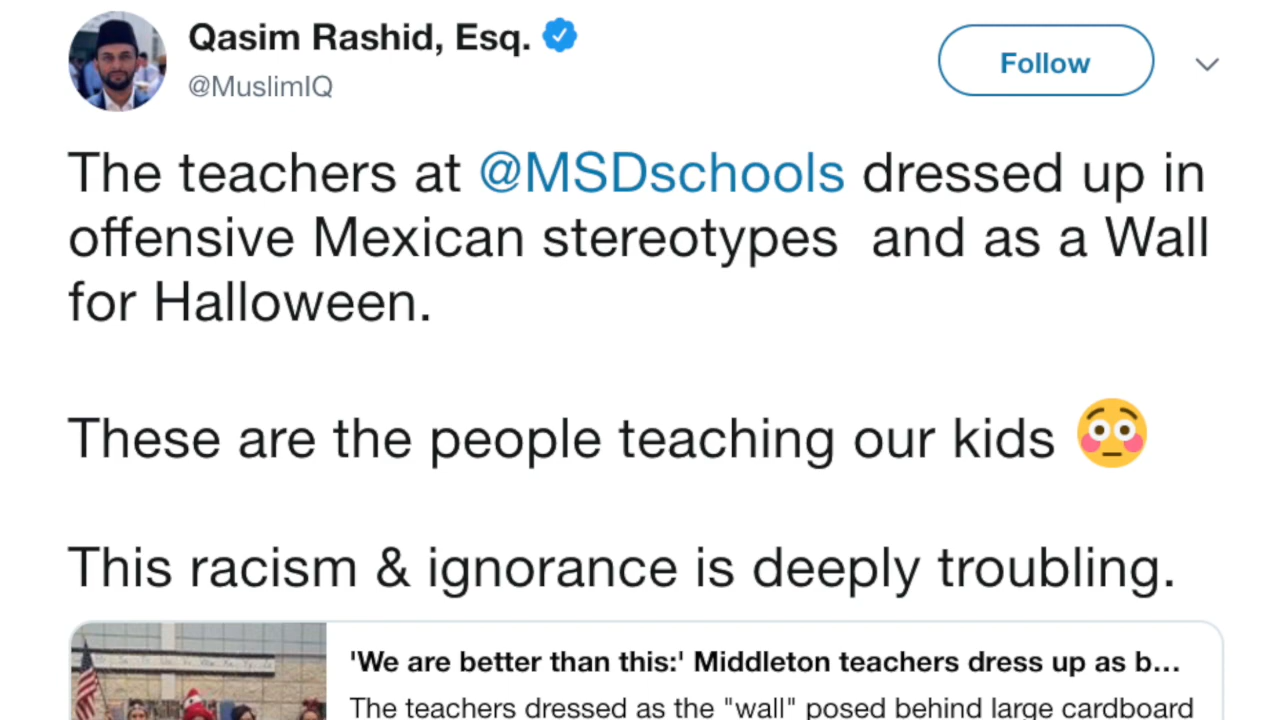 Qasim Rashid, Esq.
@MuslimIQ
Follow
The teachers at @MSDschools dressed up in
offensive Mexican stereotypes  and as a Wall
for Halloween.
These are the people teaching our kids 😳
This racism & ignorance is deeply troubling.
'We are better than this:' Middleton teachers dress up as b...
The teachers dressed as the "wall" posed behind large cardboard